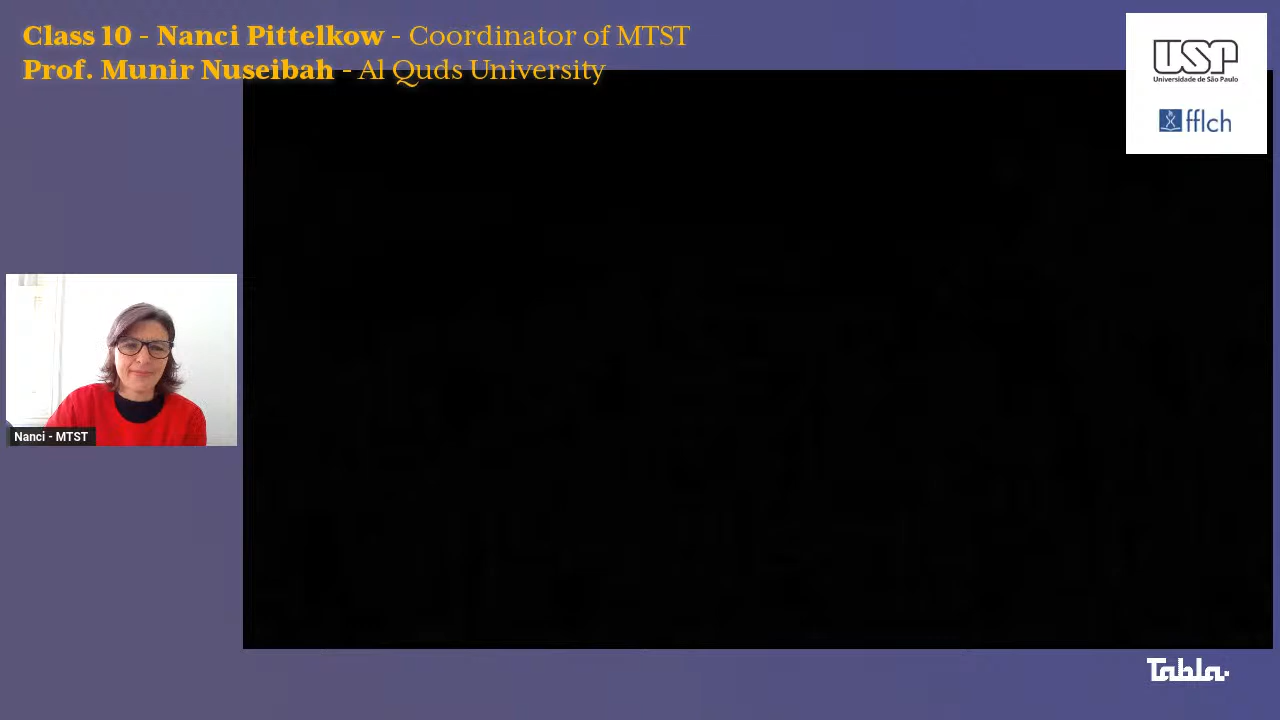 Class 10 - Nanci Pittelkow - Coordinator of MTST
Prof. Munir Nuseibah - Al Quds University
USP
Universidade de São Paulo
fflch
Nanci - MTST
Tabla.